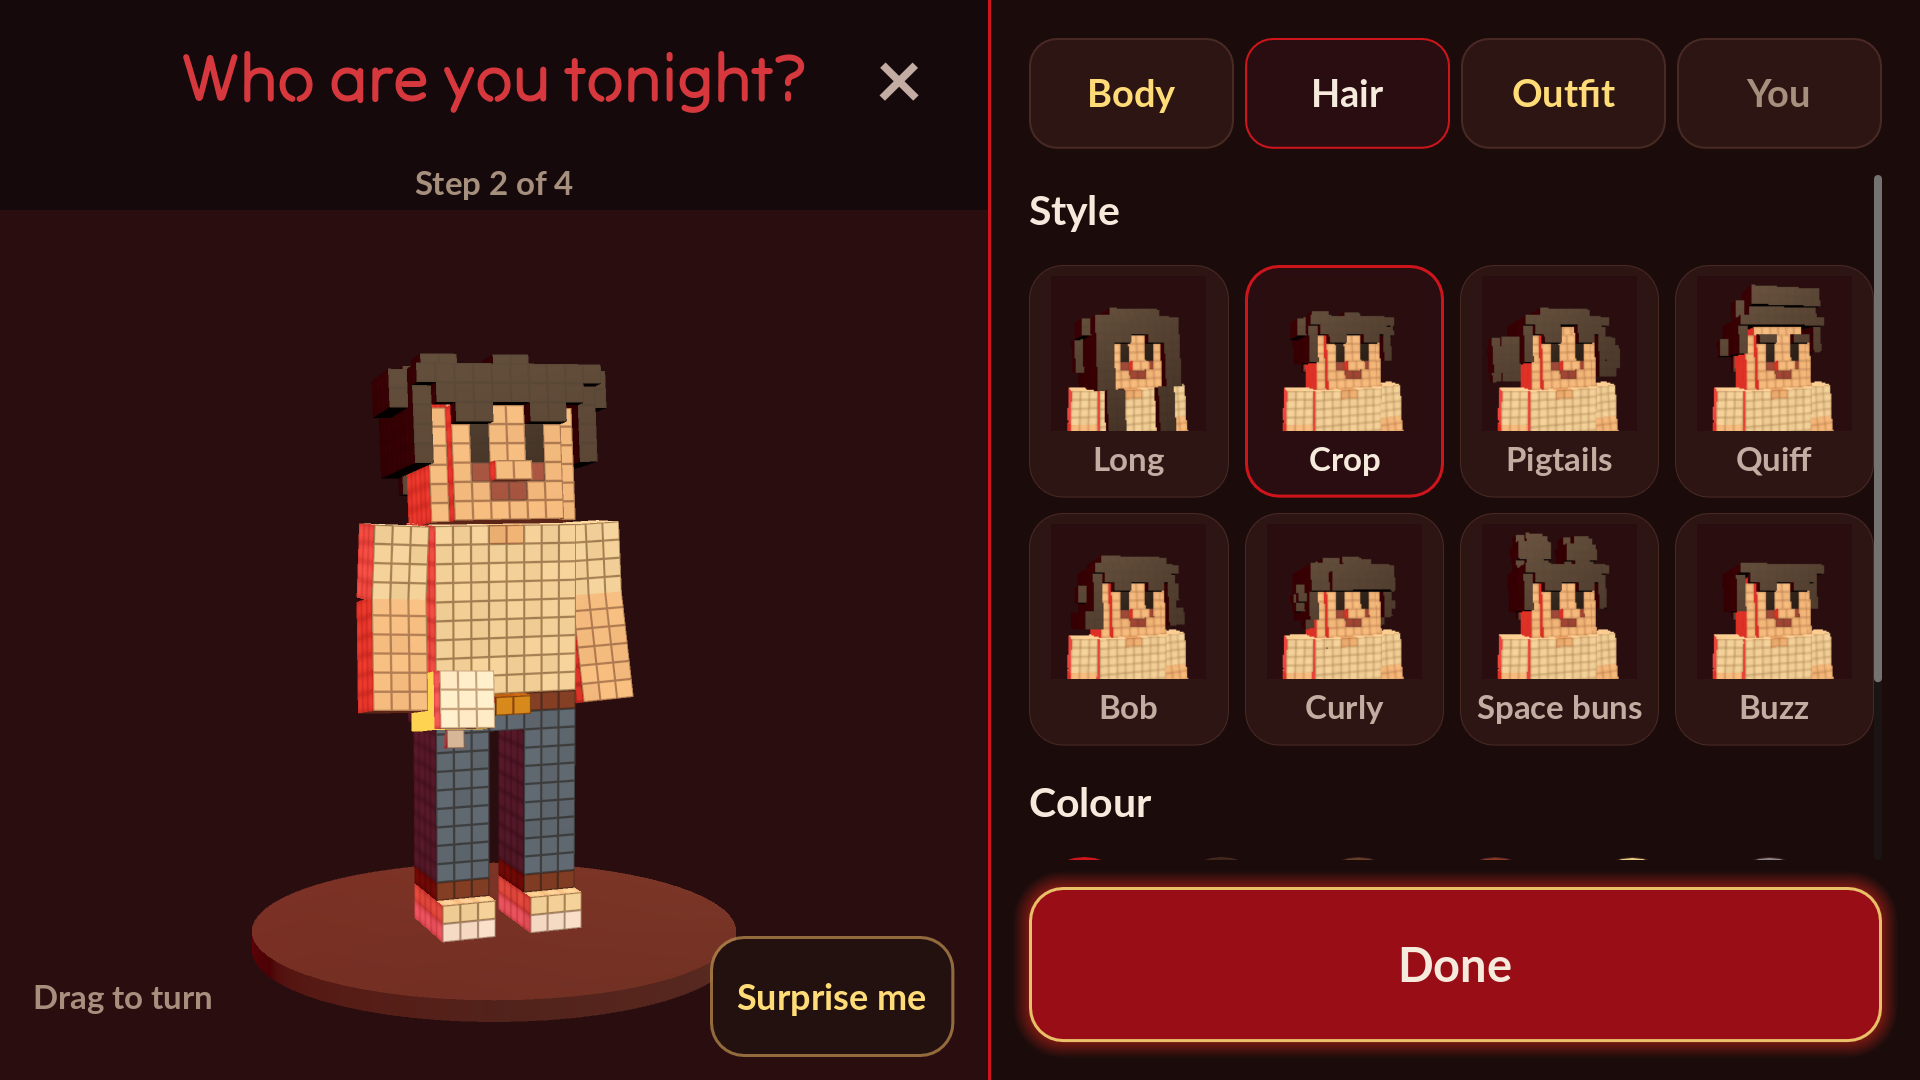 Who are you tonight?
Step 2 of 4
Drag to turn
Surprise me
Body
Hair
Outfit
You
Style
Long
Crop
Pigtails
Quiff
Bob
Curly
Space buns
Buzz
Colour
Done